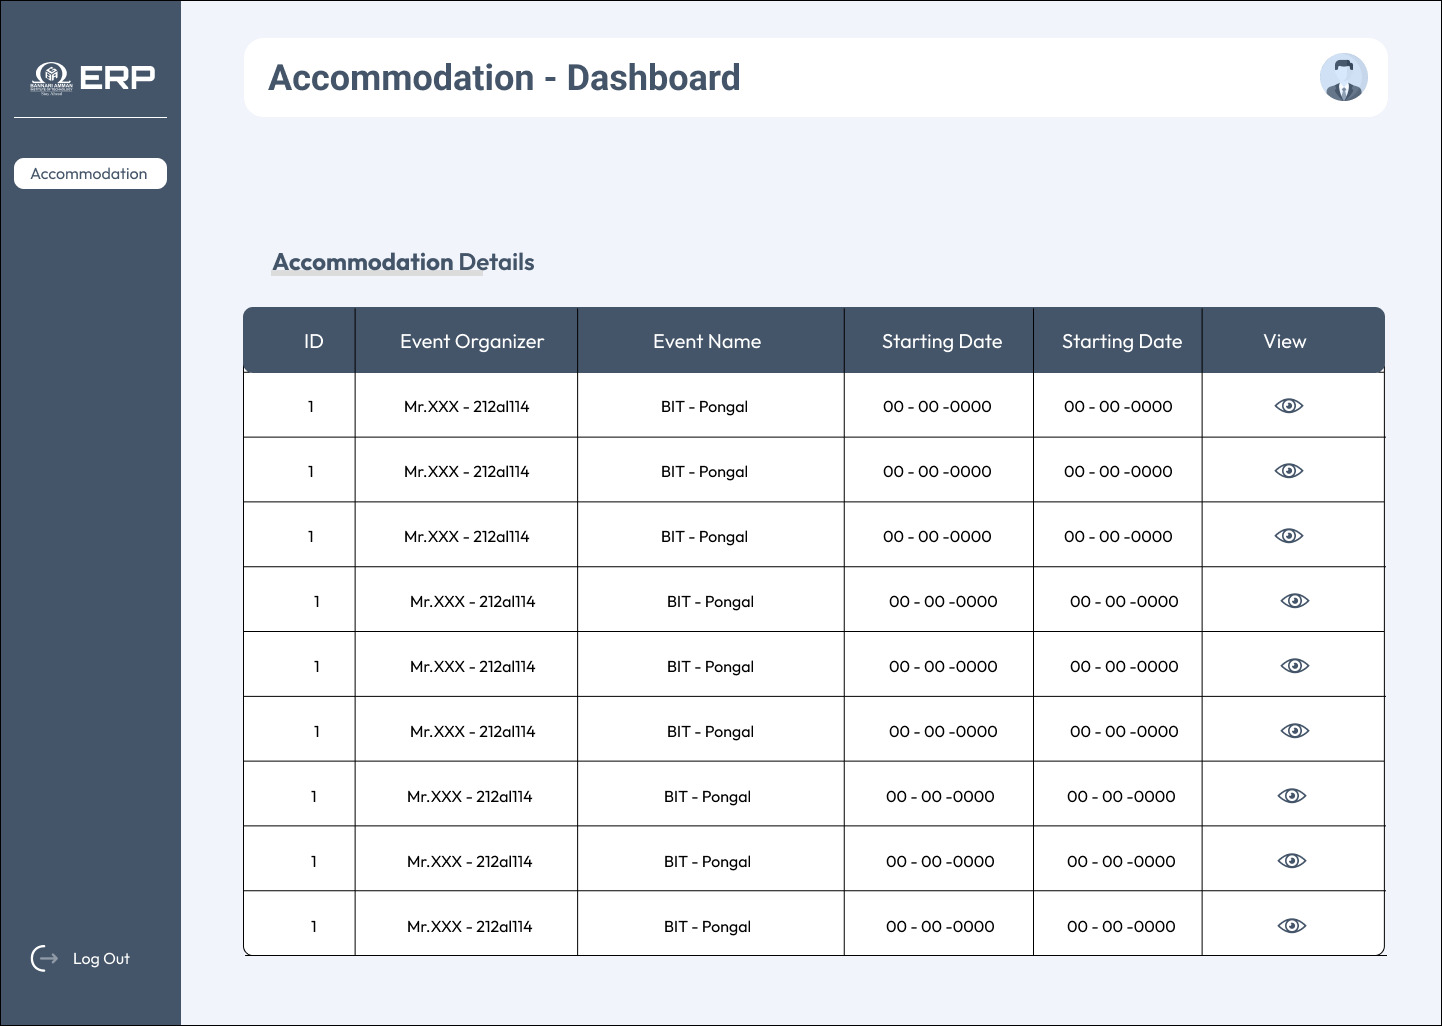 BANNARI AMMAN
INSTITUTE OF TECHNOLOGY
Stay Ahead
ERP
Accommodation - Dashboard
Accommodation
Accommodation Details
ID Event Organizer Event Name Starting Date Starting Date View
1 Mr.XXX - 212al114 BIT - Pongal 00 - 00 -0000 00 - 00 -0000
1 Mr.XXX - 212al114 BIT - Pongal 00 - 00 -0000 00 - 00 -0000
1 Mr.XXX - 212al114 BIT - Pongal 00 - 00 -0000 00 - 00 -0000
1 Mr.XXX - 212al114 BIT - Pongal 00 - 00 -0000 00 - 00 -0000
1 Mr.XXX - 212al114 BIT - Pongal 00 - 00 -0000 00 - 00 -0000
1 Mr.XXX - 212al114 BIT - Pongal 00 - 00 -0000 00 - 00 -0000
1 Mr.XXX - 212al114 BIT - Pongal 00 - 00 -0000 00 - 00 -0000
1 Mr.XXX - 212al114 BIT - Pongal 00 - 00 -0000 00 - 00 -0000
1 Mr.XXX - 212al114 BIT - Pongal 00 - 00 -0000 00 - 00 -0000
Log Out